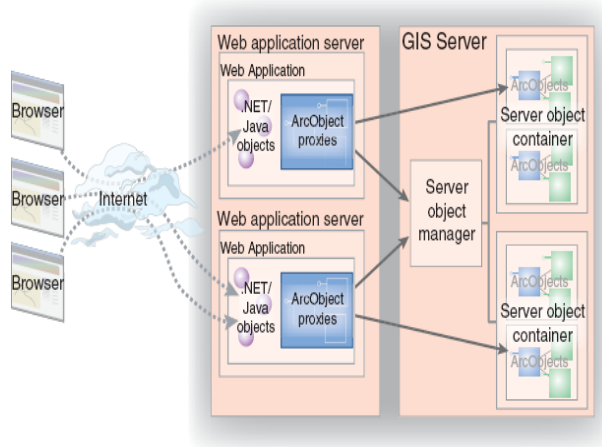 Browser
Browser
Browser
Internet
Web application server
Web Application
.NET/
Java
objects
ArcObject
proxies
Web application server
Web Application
.NET/
Java
objects
ArcObject
proxies
GIS Server
Server
object
manager
ArcObjects
Server object
container
ArcObjects
ArcObjects
Server object
container
ArcObjects